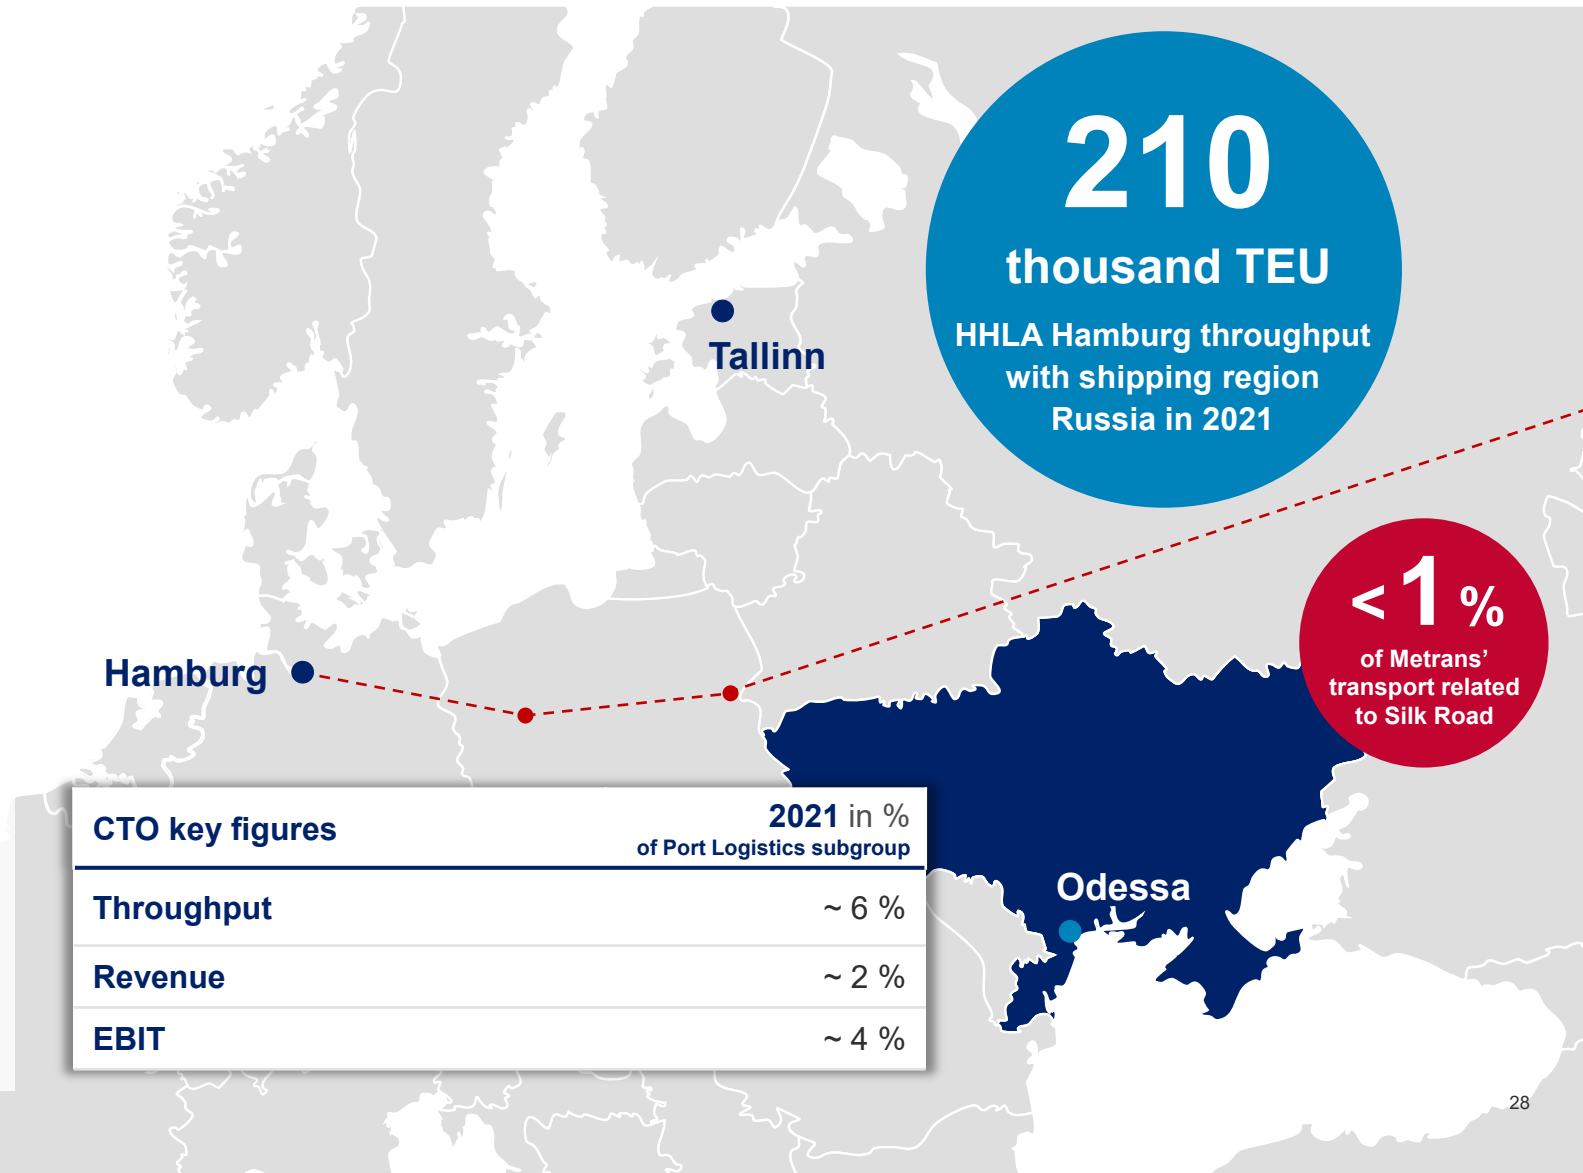 210
thousand TEU
HHLA Hamburg throughput
with shipping region
Russia in 2021
Tallinn
<1 %
of Metrans’
transport related
to Silk Road
Hamburg
CTO key figures
2021 in %
of Port Logistics subgroup
Throughput ~ 6 %
Revenue ~ 2 %
EBIT ~ 4 %
Odessa
28